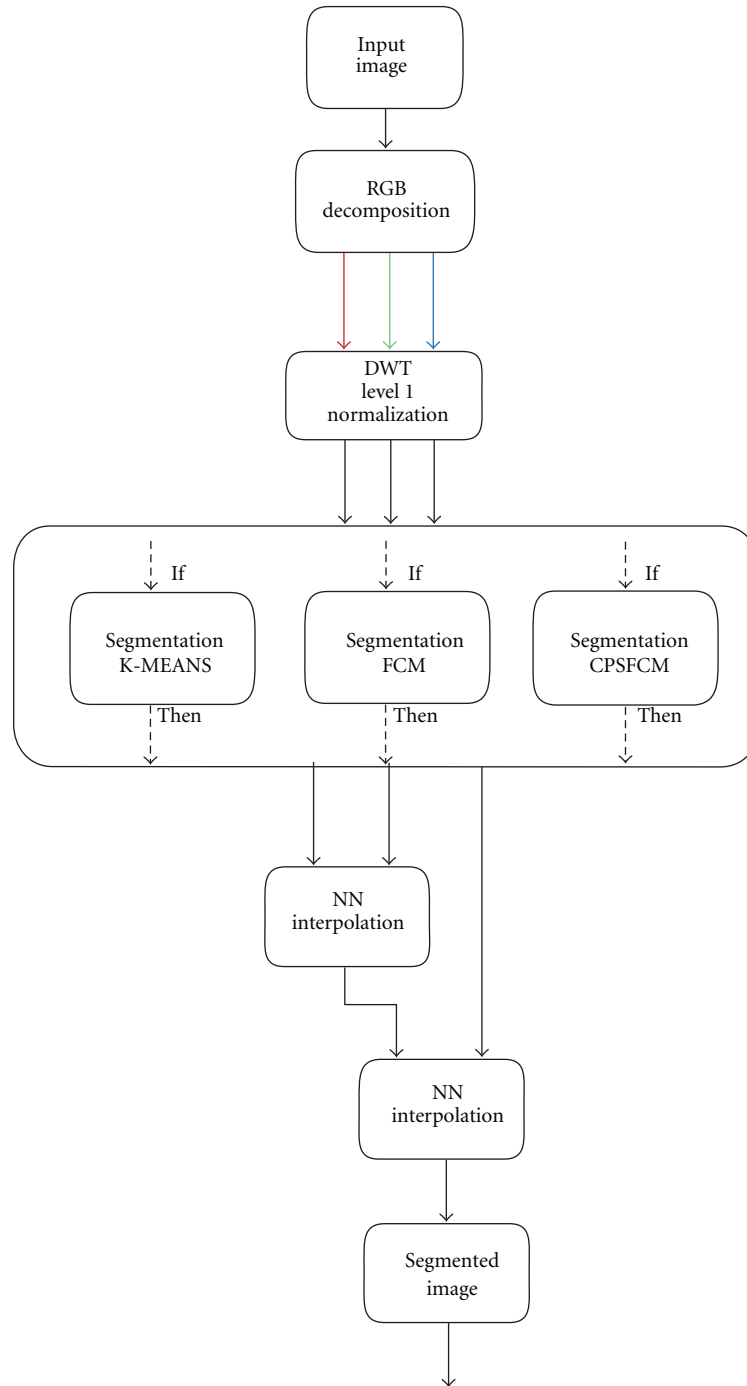 Input
image
RGB
decomposition
DWT
level 1
normalization
If
If
If
Segmentation
K-MEANS
Segmentation
FCM
Segmentation
CPSFCM
Then
Then
Then
NN
interpolation
NN
interpolation
Segmented
image